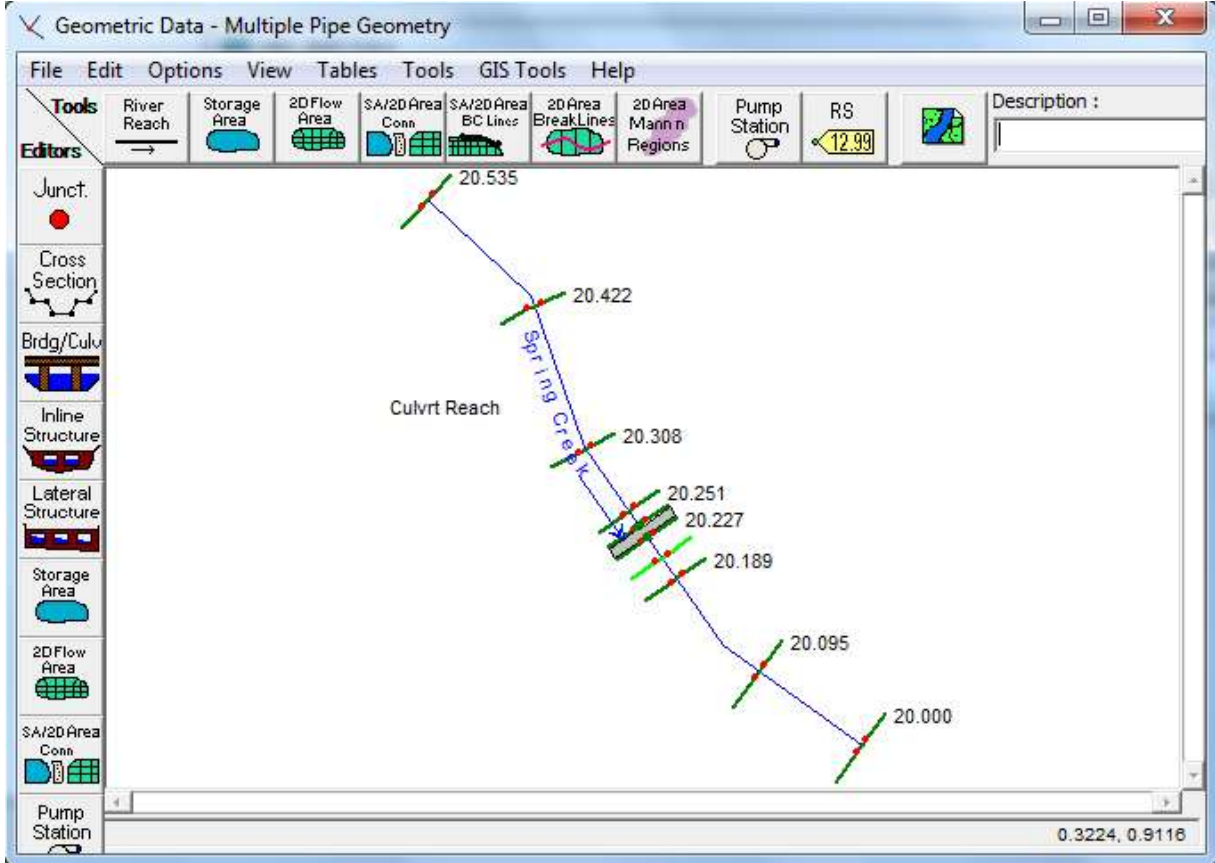 Geometric Data - Multiple Pipe Geometry
File Edit Options View Tables Tools GIS Tools Help
Tools
Editors
River
Reach
Storage
Area
2D Flow
Area
SA/2D Area
Conn
SA/2D Area
BC Lines
2D Area
BreakLines
2D Area
Mann n
Regions
Pump
Station
RS
12.99
Description :
Junct.
Cross
Section
Brdg/Culv
Inline
Structure
Lateral
Structure
Storage
Area
2D Flow
Area
SA/2D Area
Conn
Pump
Station
20.535
20.422
Spring Creek
Culvrt Reach
20.308
20.251
20.227
20.189
20.095
20.000
0.3224, 0.9116